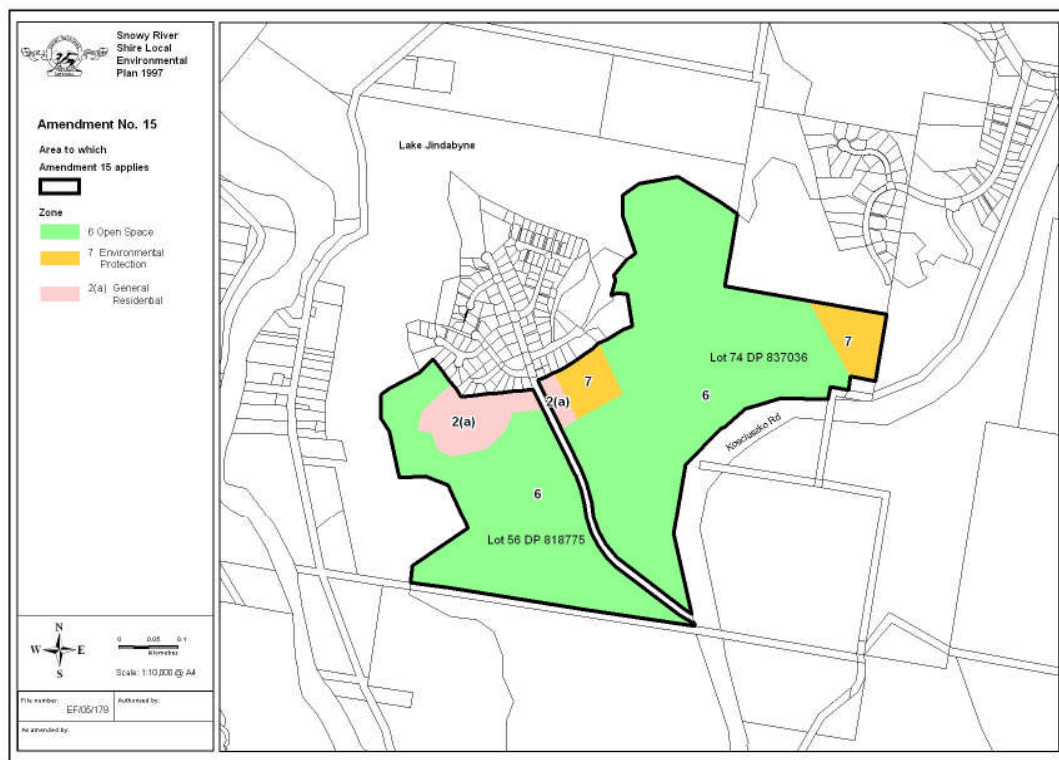 Snowy River
Shire Local
Environmental
Plan 1997
Amendment No. 15
Area to which
Amendment 15 applies
Zone
6 Open Space
7 Environmental
Protection
2(a) General
Residential
N
W E
S
0 0.05 0.1
kilometres
Scale: 1:10,000 @ A4
File number:
EF/05/179
Authorised by:
As amended by:
Lake Jindabyne
7
Lot 74 DP 837036
7
6
2(a)
2(a)
Kosciuszko Rd
6
Lot 56 DP 818775